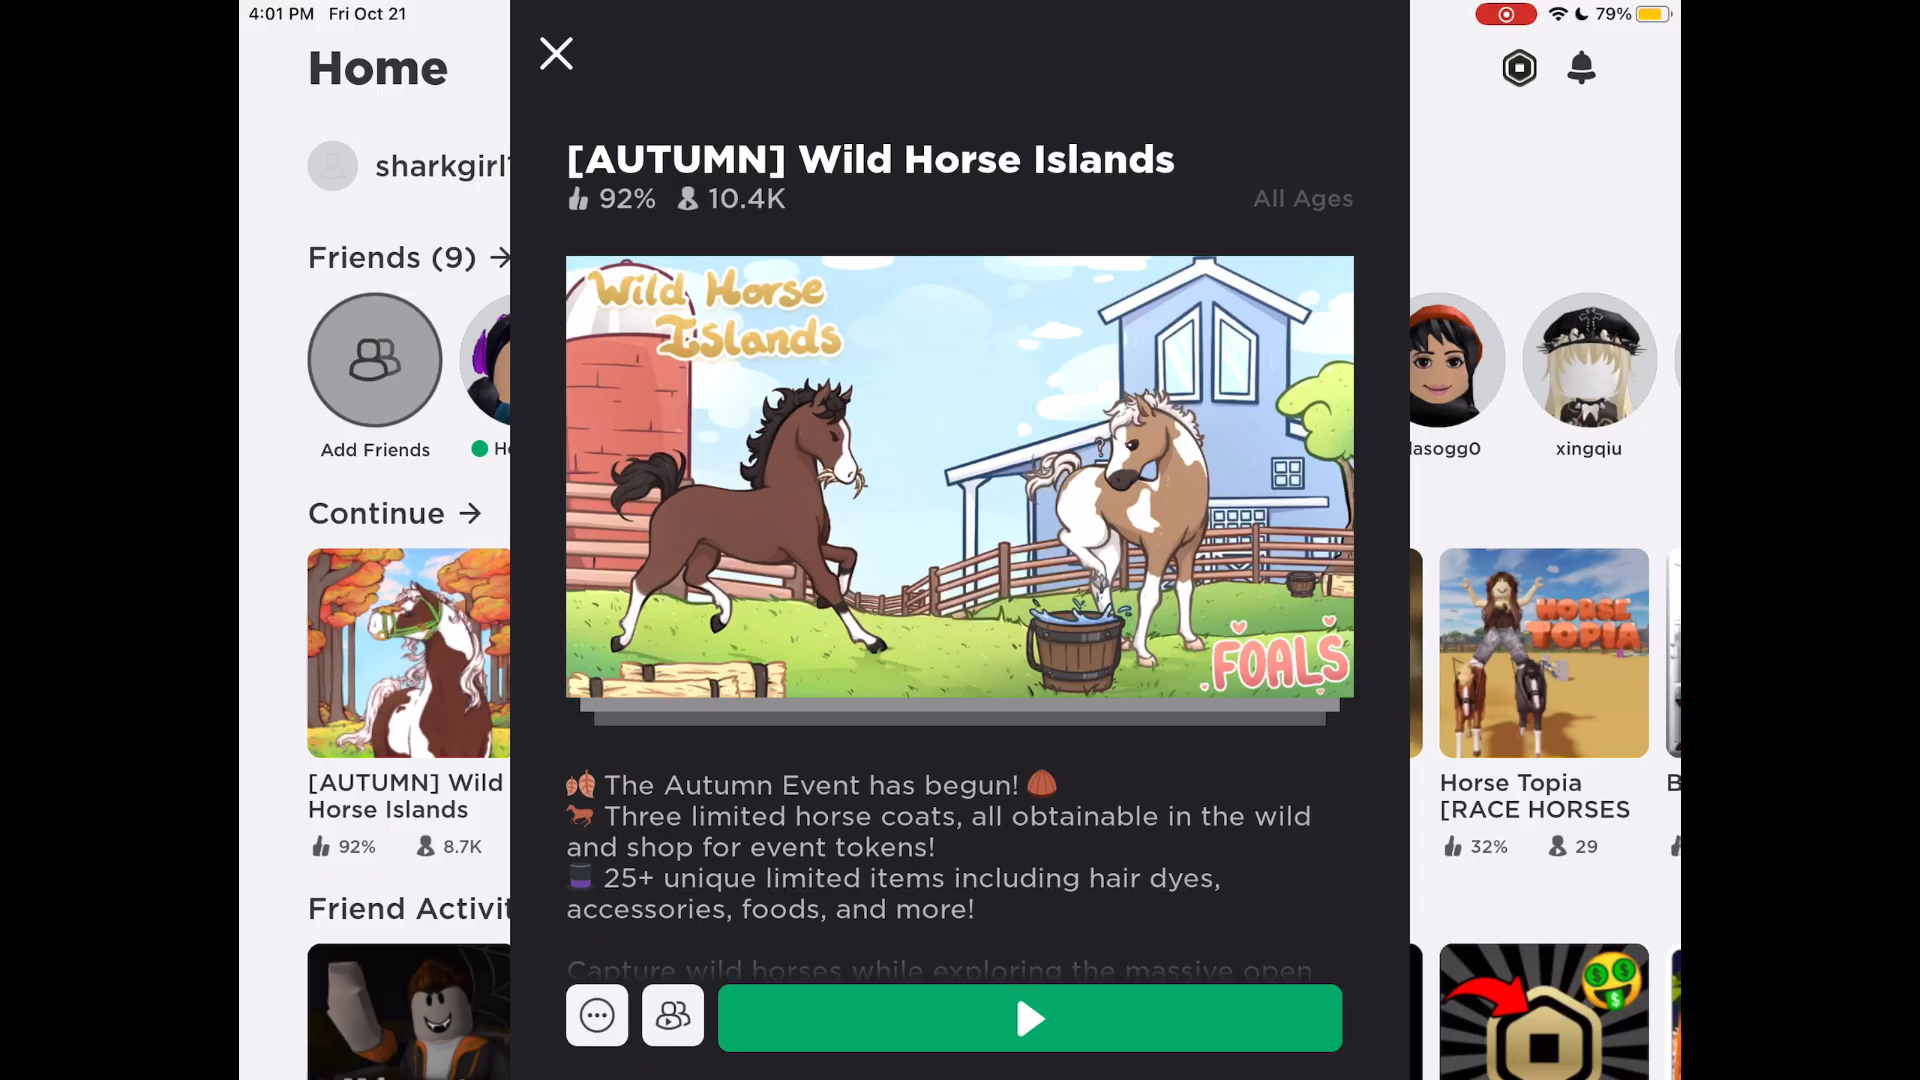 4:01 PM Fri Oct 21
79%
Home
sharkgirl
Friends (9) →
Add Friends
lasogg0
xingqiu
Continue →
[AUTUMN] Wild
Horse Islands
92% 8.7K
Friend Activit
[AUTUMN] Wild Horse Islands
92% 10.4K
All Ages
Wild Horse
Islands
?
FOALS
The Autumn Event has begun!
Three limited horse coats, all obtainable in the wild
and shop for event tokens!
25+ unique limited items including hair dyes,
accessories, foods, and more!
Capture wild horses while exploring the massive open
HORSE
TOPIA
Horse Topia
[RACE HORSES
32% 29
B